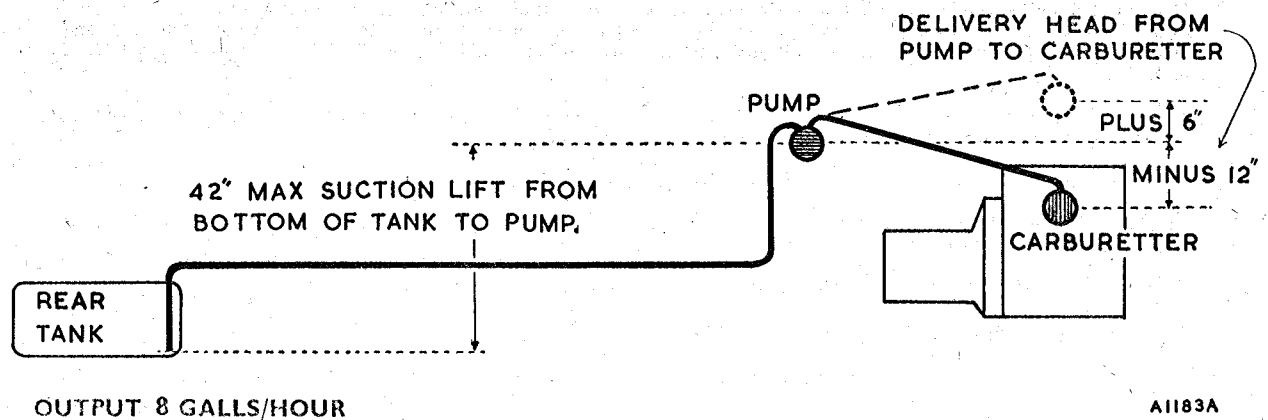 DELIVERY HEAD FROM
PUMP TO CARBURETTER
PUMP
PLUS 6"
MINUS 12"
42" MAX SUCTION LIFT FROM
BOTTOM OF TANK TO PUMP.
CARBURETTER
REAR
TANK
OUTPUT 8 GALLS/HOUR
A1183A